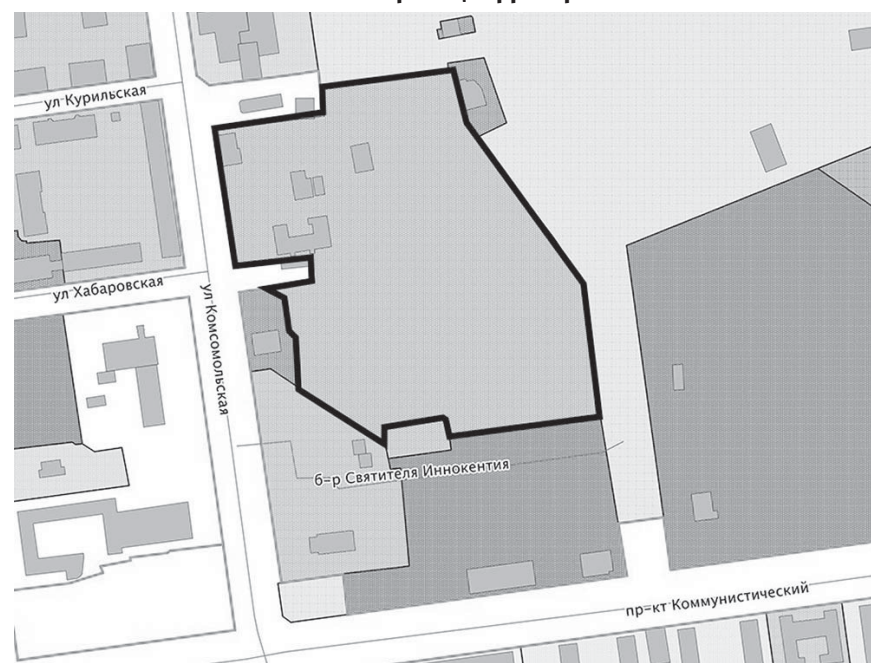 ул Курильская
ул Хабаровская
ул Комсомольская
б-р Святителя Иннокентия
пр-кт Коммунистический